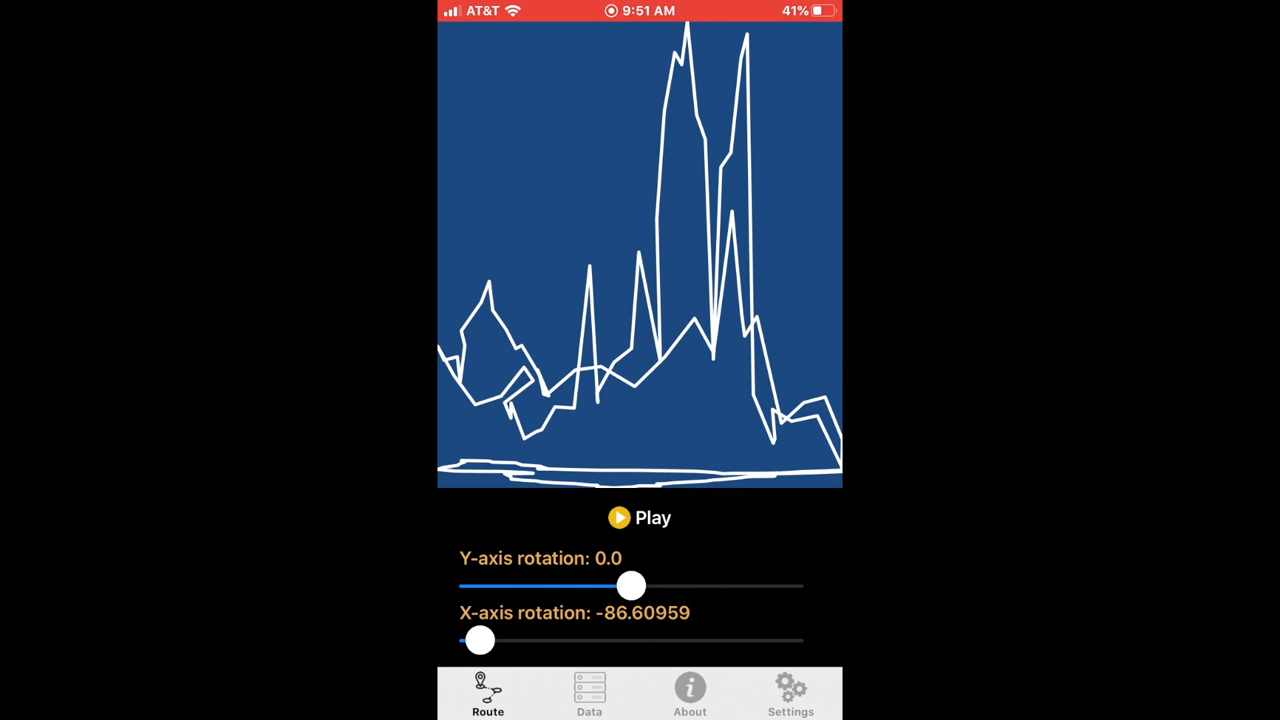 AT&T 9:51 AM 41%
Play
Y-axis rotation: 0.0
X-axis rotation: -86.60959
Route Data About Settings